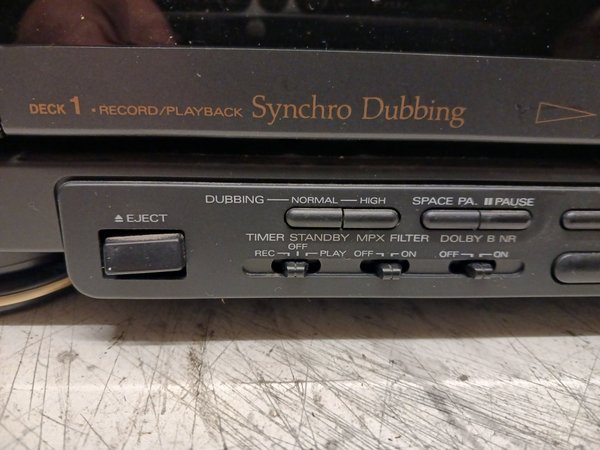 DECK 1 • RECORD/PLAYBACK Synchro Dubbing
DUBBING — NORMAL — HIGH
SPACE PA. ⏸PAUSE
⏏EJECT
TIMER STANDBY MPX FILTER DOLBY B NR
OFF
REC PLAY OFF ON OFF ON